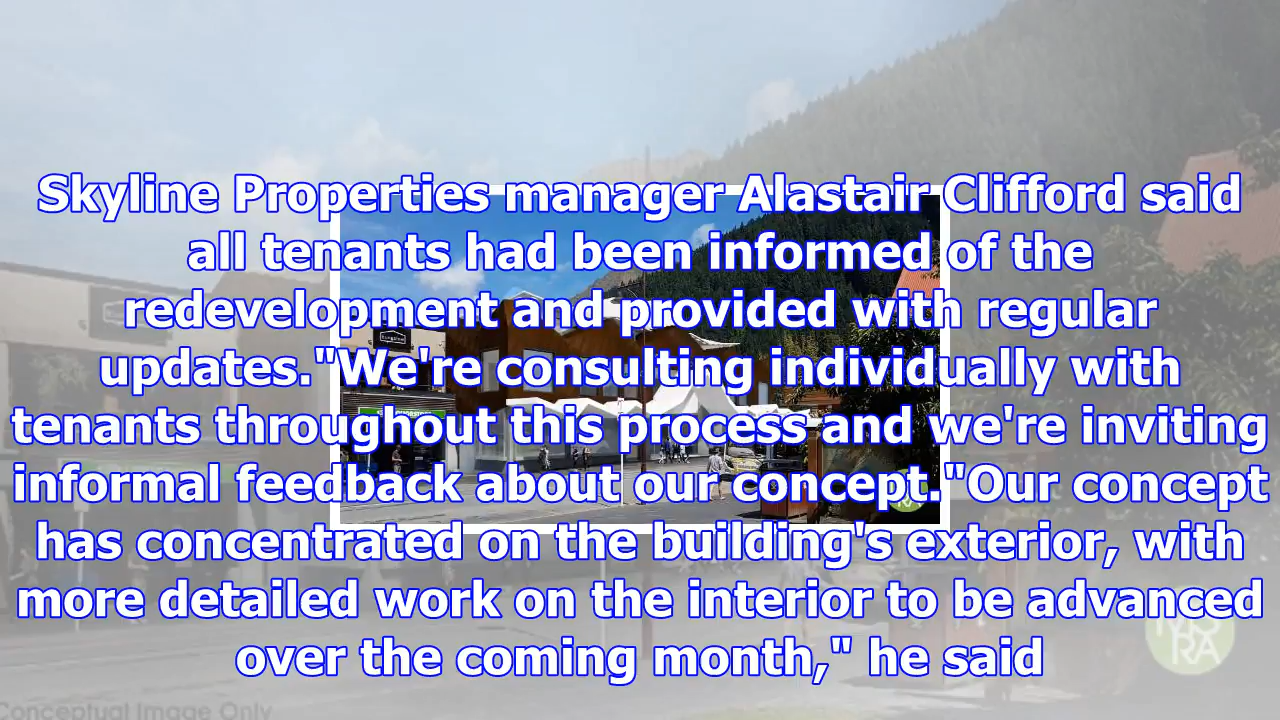 Skyline Properties manager Alastair Clifford said
all tenants had been informed of the
redevelopment and provided with regular
updates."We're consulting individually with
tenants throughout this process and we're inviting
informal feedback about our concept."Our concept
has concentrated on the building's exterior, with
more detailed work on the interior to be advanced
over the coming month," he said
RA
Conceptual Image Only